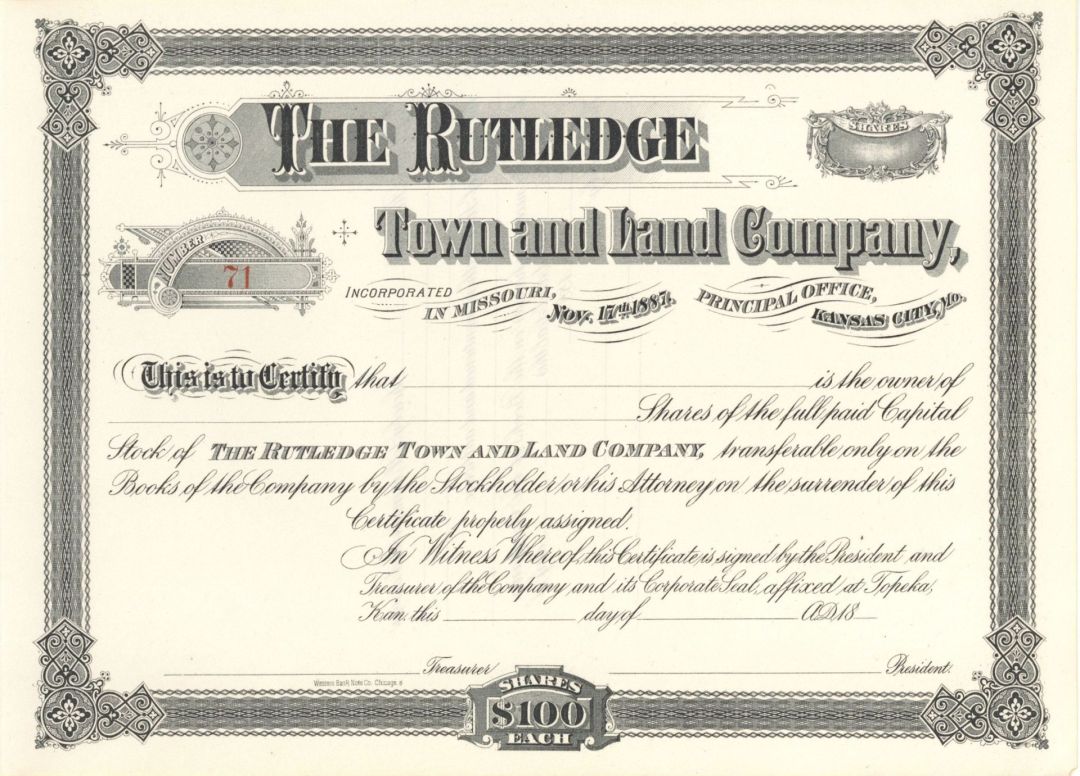 THE RUTLEDGE
SHARES
Town and Land Company,
NUMBER
71
INCORPORATED IN MISSOURI, Nov. 17th 1887. PRINCIPAL OFFICE, KANSAS CITY, Mo.
This is to Certify that is the owner of
Shares of the full paid Capital
Stock of THE RUTLEDGE TOWN AND LAND COMPANY, transferable only on the
Books of the Company by the Stockholder or his Attorney on the surrender of this
Certificate properly assigned.
In Witness Whereof, this Certificate is signed by the President and
Treasurer of the Company and its Corporate Seal, affixed at Topeka,
Kan. this day of A.D. 18
Treasurer President.
Western Bank Note Co. Chicago
SHARES
$100
EACH